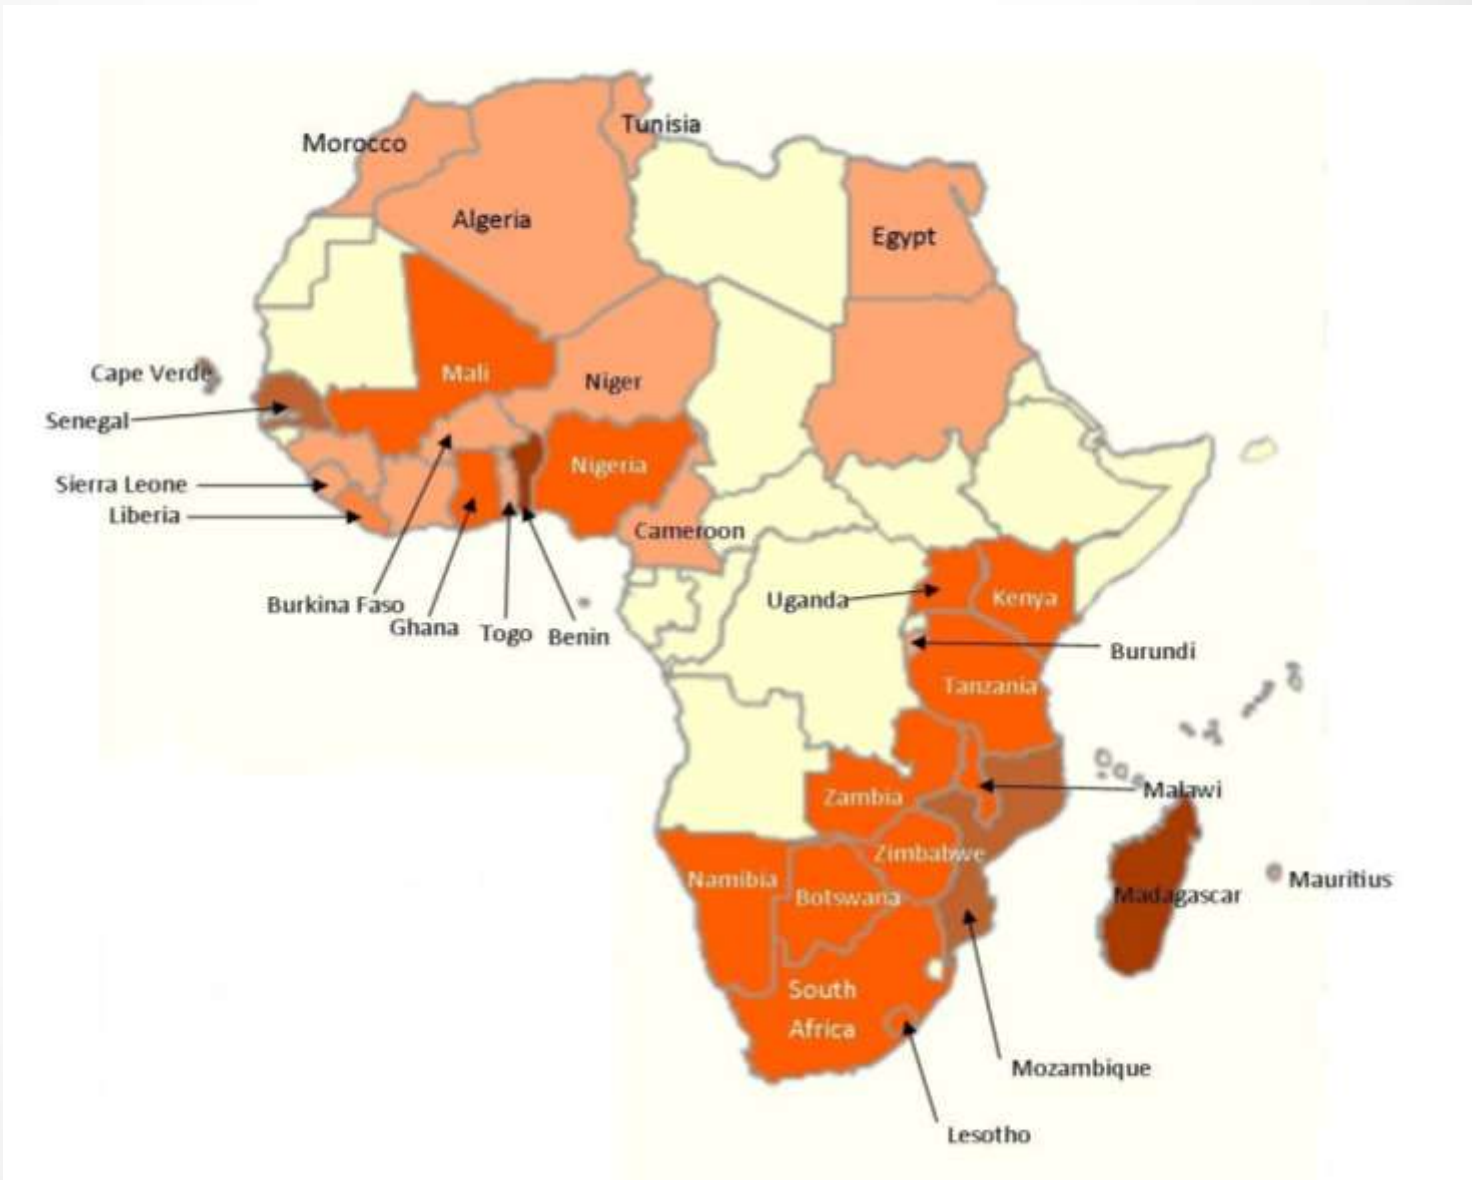 Tunisia
Morocco
Algeria
Egypt
Cape Verde
Mali
Niger
Senegal
Nigeria
Sierra Leone
Liberia
Cameroon
Burkina Faso
Ghana
Togo
Benin
Uganda
Kenya
Burundi
Tanzania
Malawi
Zambia
Zimbabwe
Namibia
Botswana
Madagascar
Mauritius
South
Africa
Mozambique
Lesotho